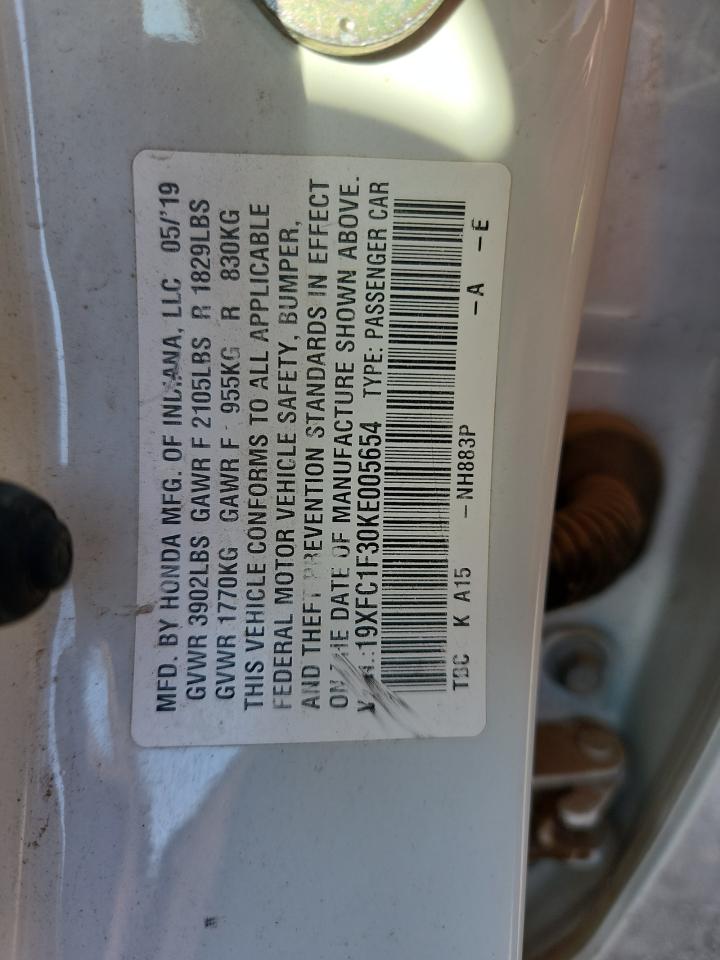 MFD. BY HONDA MFG. OF INDIANA, LLC 05/'19
GVWR 3902LBS GAWR F 2105LBS R 1829LBS
GVWR 1770KG GAWR F 955KG R 830KG
THIS VEHICLE CONFORMS TO ALL APPLICABLE
FEDERAL MOTOR VEHICLE SAFETY, BUMPER,
AND THEFT PREVENTION STANDARDS IN EFFECT
ON THE DATE OF MANUFACTURE SHOWN ABOVE.
V.I.N.:19XFC1F30KE005654 TYPE: PASSENGER CAR
TBC K A15 -NH883P -A -E